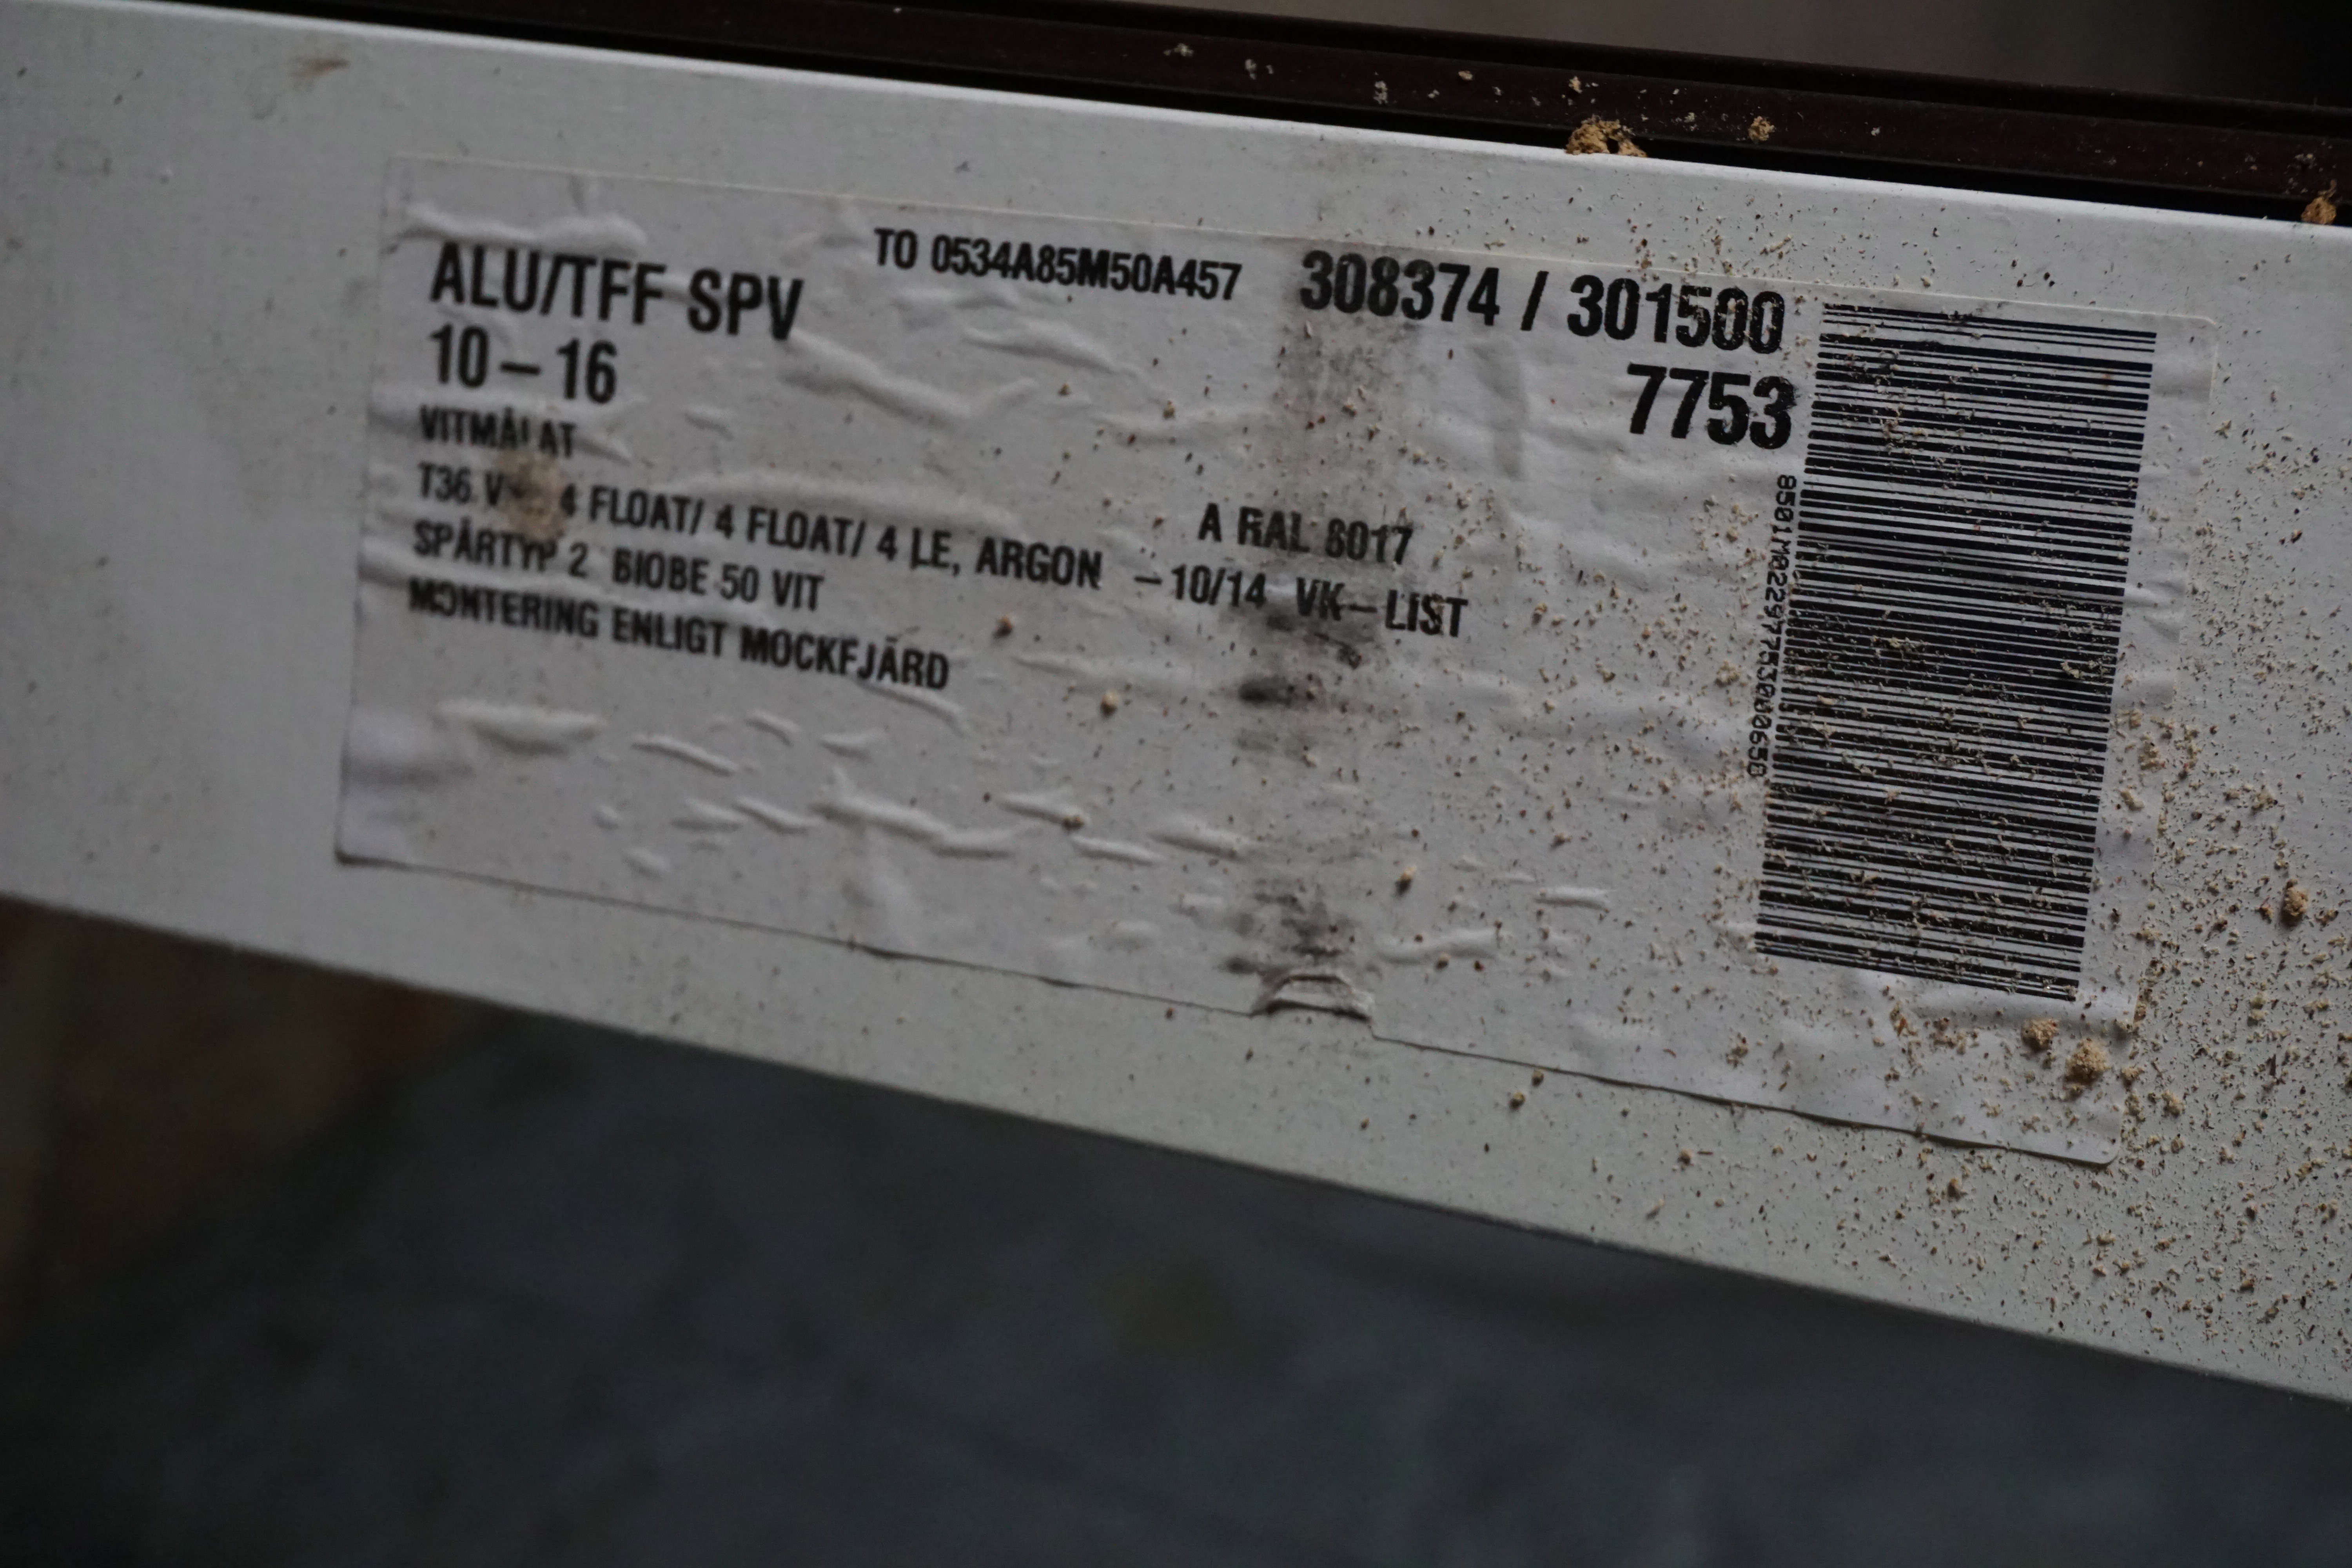 TO 0534A85M50A457 308374 / 301500
ALU/TFF SPV
10 – 16 7753
VITMÅLAT
A RAL 8017
T36 4 FLOAT/ 4 FLOAT/ 4 LE, ARGON – 10/14 VK–LIST
SPÅRTYP 2 BIOBE 50 VIT
MONTERING ENLIGT MOCKFJÄRD